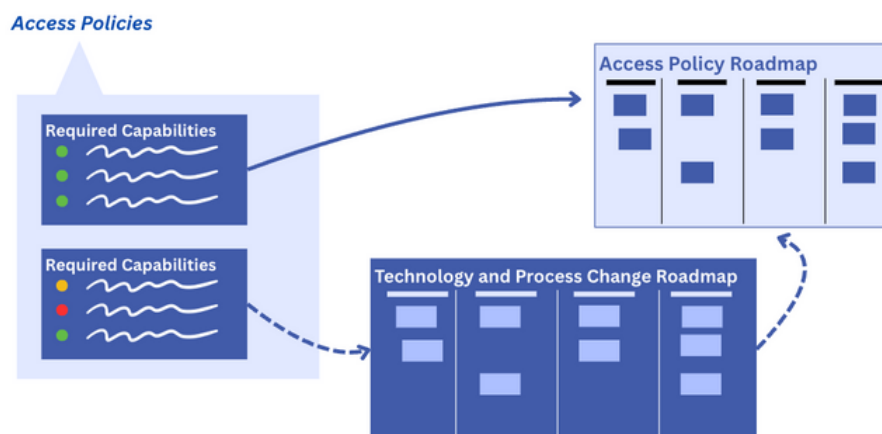 Access Policies
Access Policy Roadmap
Required Capabilities
Required Capabilities
Technology and Process Change Roadmap